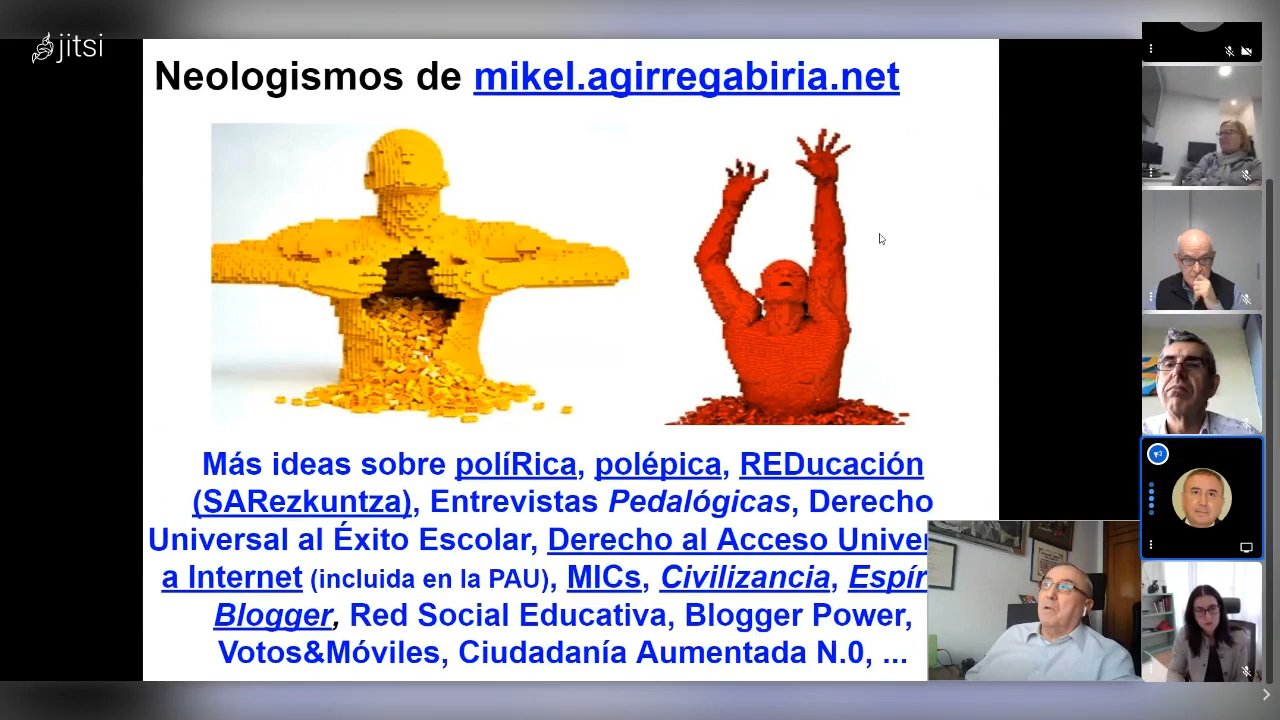 jitsi
Neologismos de mikel.agirregabiria.net
Más ideas sobre políRica, polépica, REDucación
(SARezkuntza), Entrevistas Pedalógicas, Derecho
Universal al Éxito Escolar, Derecho al Acceso Univer
a Internet (incluida en la PAU), MICs, Civilizancia, Espír
Blogger, Red Social Educativa, Blogger Power,
Votos&Móviles, Ciudadanía Aumentada N.0, ...